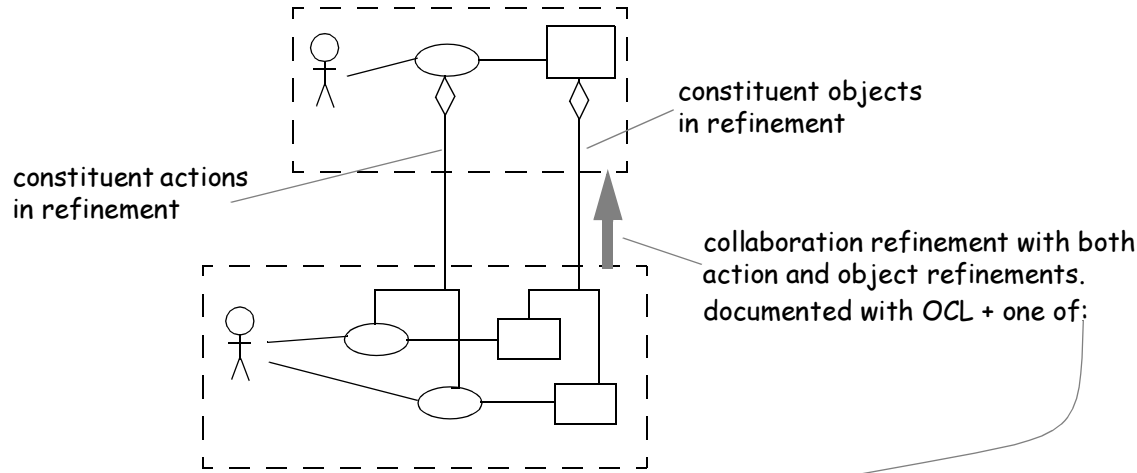 constituent objects
in refinement
constituent actions
in refinement
collaboration refinement with both
action and object refinements.
documented with OCL + one of: